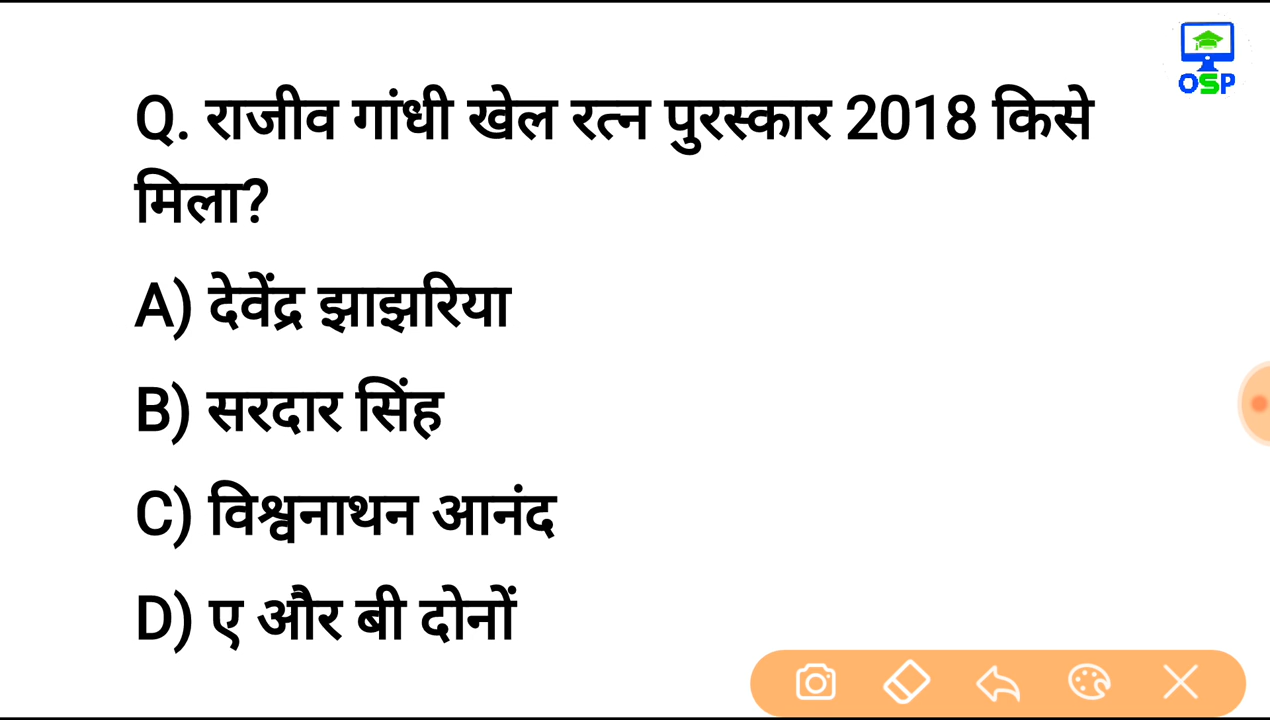 OSP
Q. राजीव गांधी खेल रत्न पुरस्कार 2018 किसे
मिला?
A) देवेंद्र झाझरिया
B) सरदार सिंह
C) विश्वनाथन आनंद
D) ए और बी दोनों